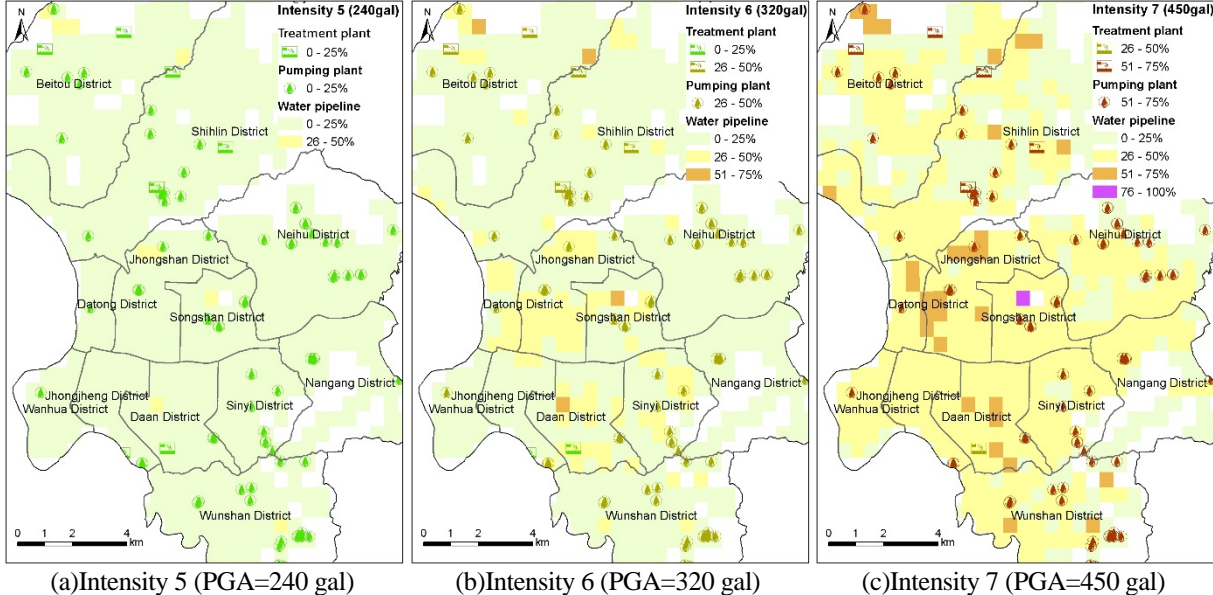 Intensity 5 (240gal)
Treatment plant
0 - 25%
Pumping plant
0 - 25%
Water pipeline
0 - 25%
26 - 50%
N
Beitou District
Shihlin District
Neihu District
Jhongshan District
Datong District
Songshan District
Nangang District
Jhongjheng District
Wanhua District
Daan District
Sinyi District
Wunshan District
0 1 2 4
km
(a)Intensity 5 (PGA=240 gal)
Intensity 6 (320gal)
Treatment plant
0 - 25%
26 - 50%
Pumping plant
26 - 50%
Water pipeline
0 - 25%
26 - 50%
51 - 75%
N
Beitou District
Shihlin District
Neihu District
Jhongshan District
Datong District
Songshan District
Nangang District
Jhongjheng District
Wanhua District
Daan District
Sinyi District
Wunshan District
0 1 2 4
km
(b)Intensity 6 (PGA=320 gal)
Intensity 7 (450gal)
Treatment plant
26 - 50%
51 - 75%
Pumping plant
51 - 75%
Water pipeline
0 - 25%
26 - 50%
51 - 75%
76 - 100%
N
Beitou District
Shihlin District
Neihu District
Jhongshan District
Datong District
Songshan District
Nangang District
Jhongjheng District
Wanhua District
Daan District
Sinyi District
Wunshan District
0 1 2 4
km
(c)Intensity 7 (PGA=450 gal)